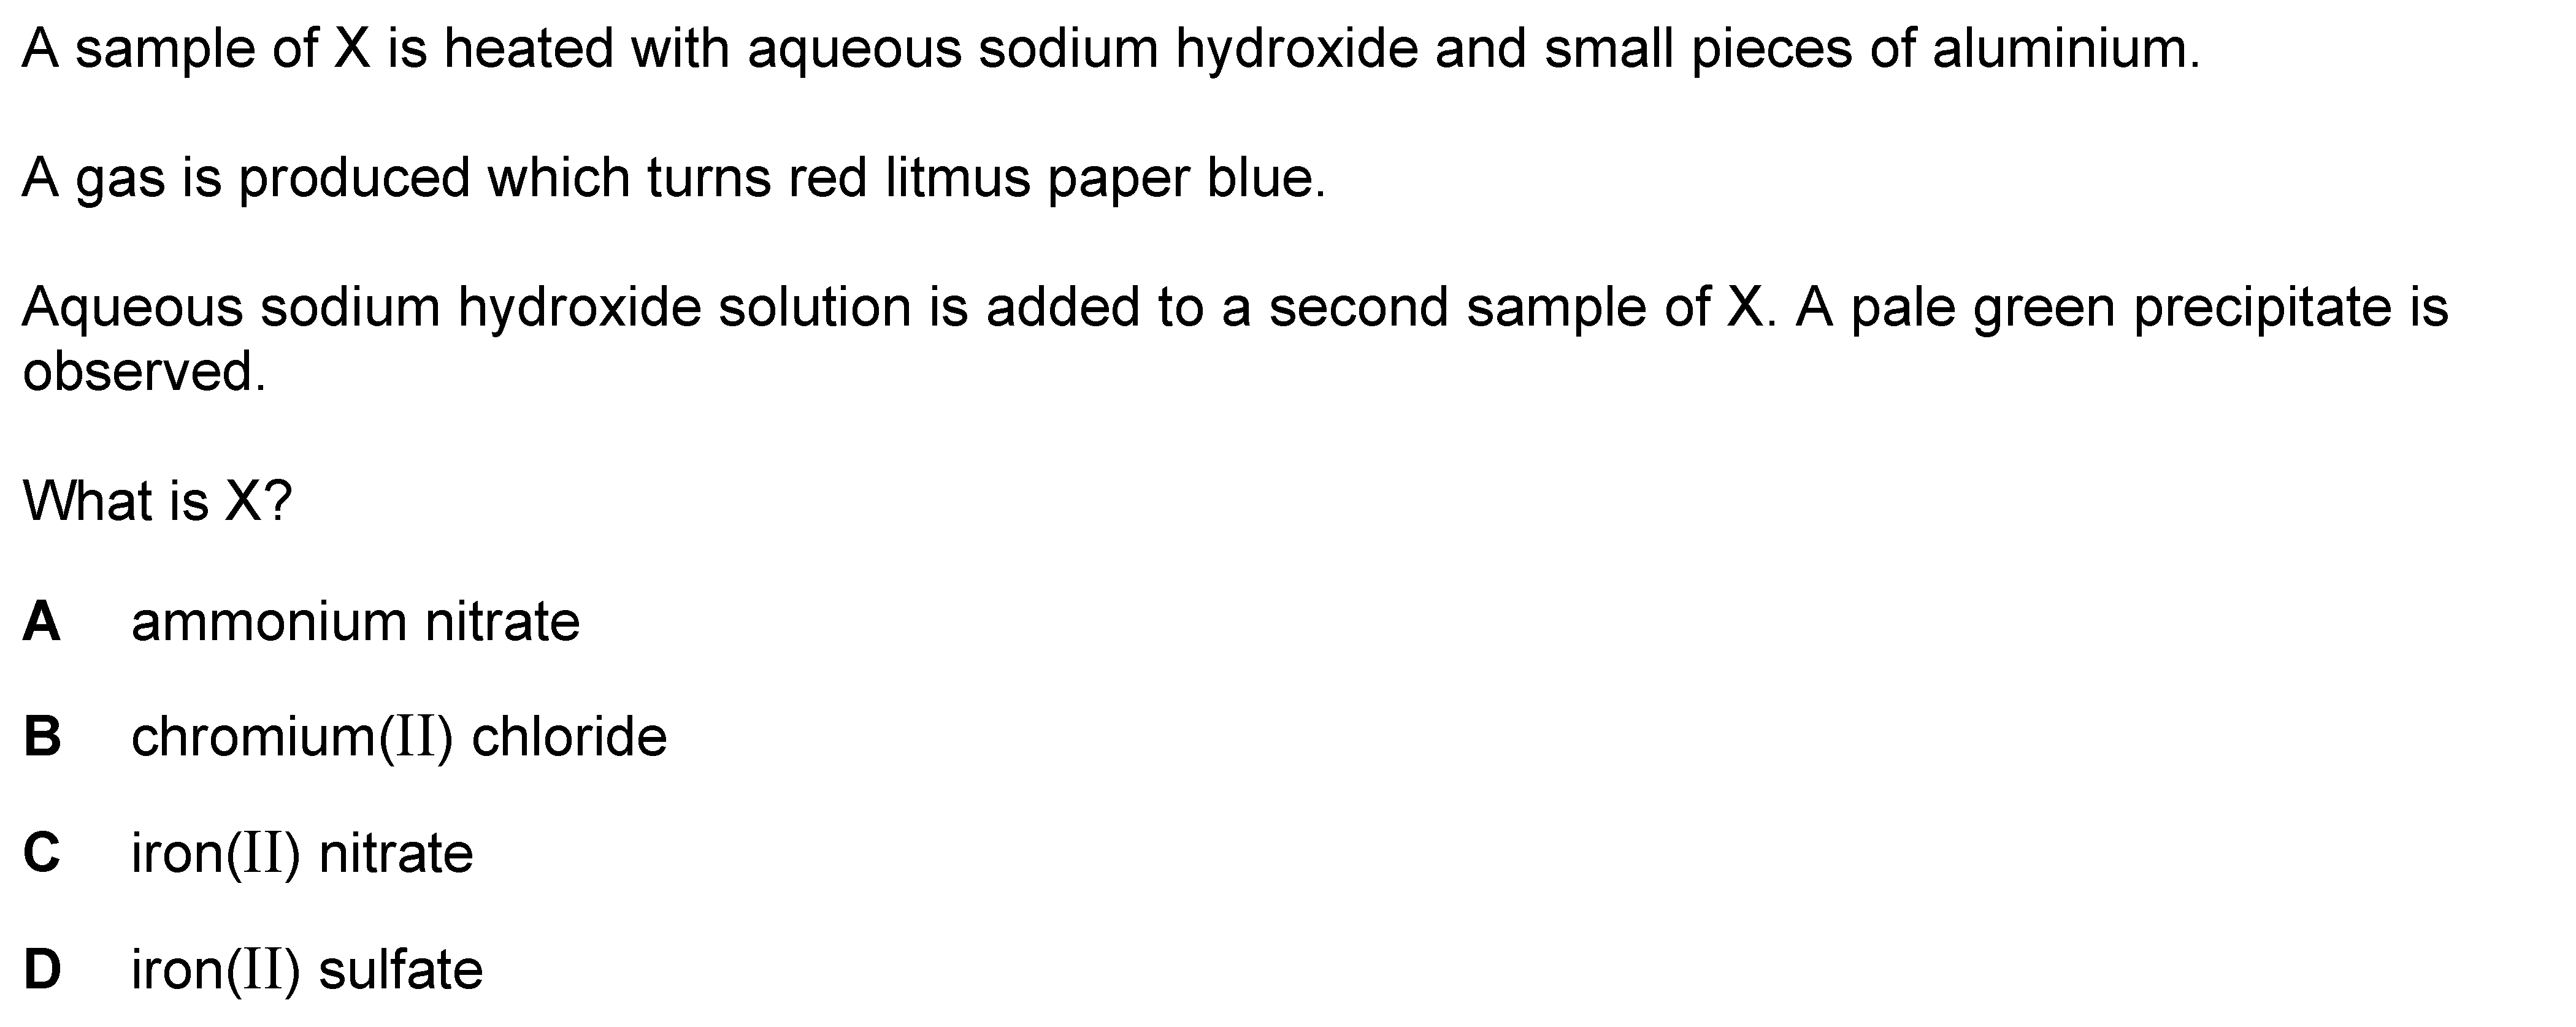 A sample of X is heated with aqueous sodium hydroxide and small pieces of aluminium.
A gas is produced which turns red litmus paper blue.
Aqueous sodium hydroxide solution is added to a second sample of X. A pale green precipitate is
observed.
What is X?
A ammonium nitrate
B chromium(II) chloride
C iron(II) nitrate
D iron(II) sulfate